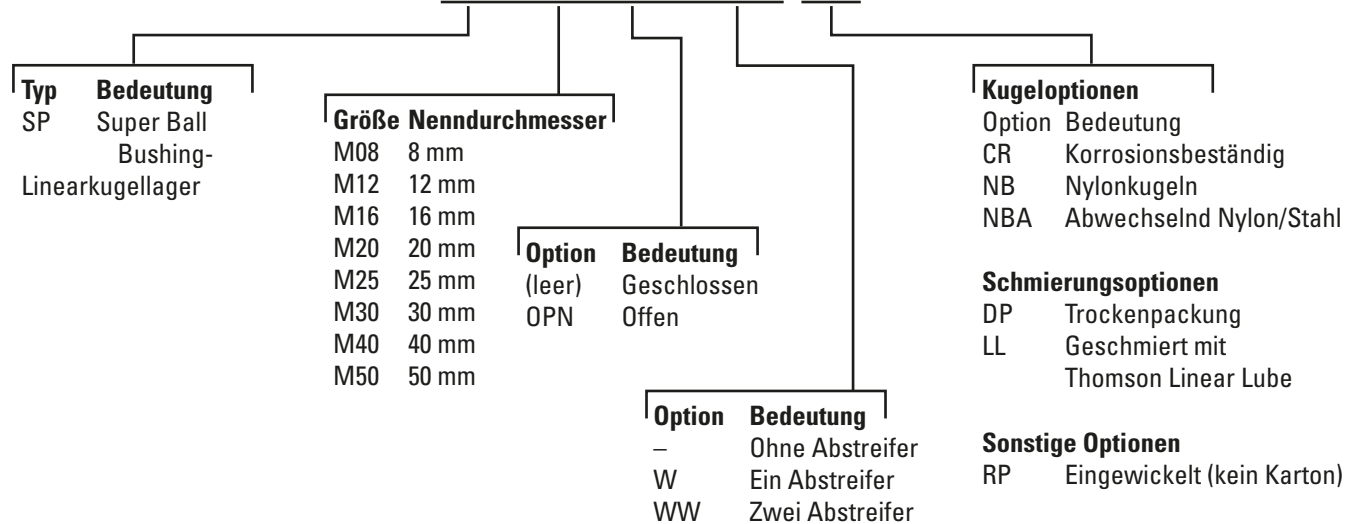 Typ Bedeutung
SP Super Ball
Bushing-
Linearkugellager
Größe Nenndurchmesser
M08 8 mm
M12 12 mm
M16 16 mm
M20 20 mm
M25 25 mm
M30 30 mm
M40 40 mm
M50 50 mm
Option Bedeutung
(leer) Geschlossen
OPN Offen
Option Bedeutung
– Ohne Abstreifer
W Ein Abstreifer
WW Zwei Abstreifer
Kugeloptionen
Option Bedeutung
CR Korrosionsbeständig
NB Nylonkugeln
NBA Abwechselnd Nylon/Stahl
Schmierungsoptionen
DP Trockenpackung
LL Geschmiert mit
Thomson Linear Lube
Sonstige Optionen
RP Eingewickelt (kein Karton)